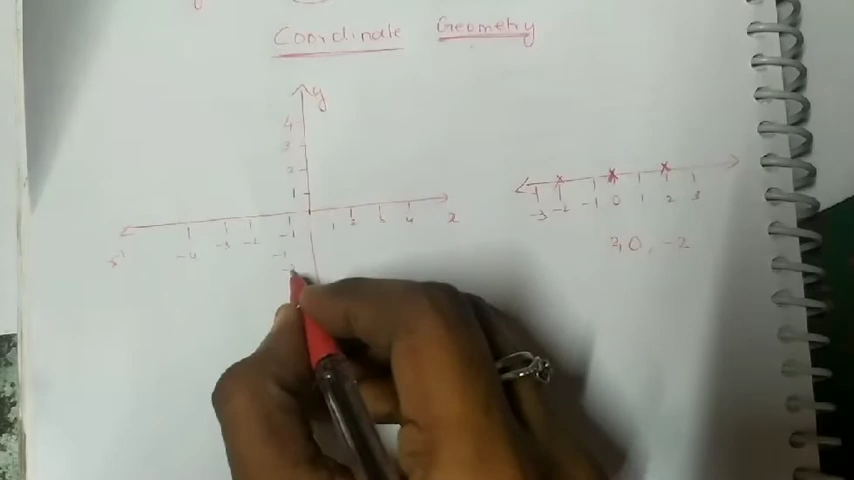 Coordinate Geometry
y
4
3
2
1
-4 -3 -2 -1 1 2 3 4 x
-1
-3 -2 -1 0 1 2 3
2,0, -2